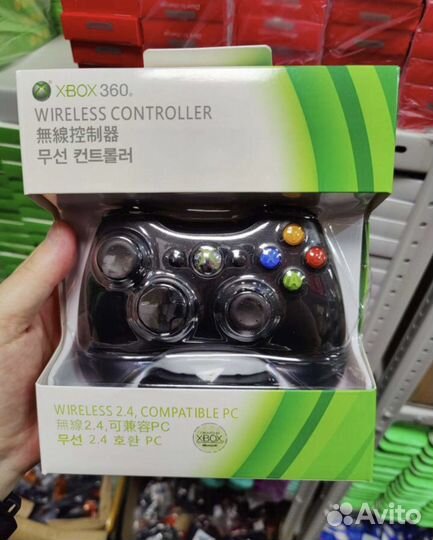 XBOX 360
WIRELESS CONTROLLER
無線控制器
무선 컨트롤러
WIRELESS 2.4, COMPATIBLE PC
無線2.4,可兼容PC
무선 2.4 호환 PC
XBOX
Avito